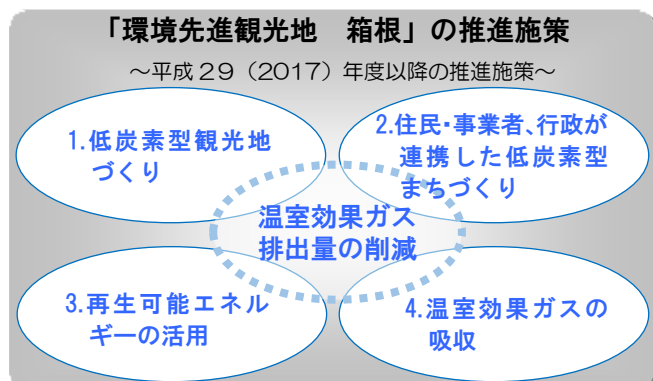 「環境先進観光地　箱根」の推進施策
～平成２９（2017）年度以降の推進施策～
1.低炭素型観光地
づくり
2.住民・事業者、行政が
連携した低炭素型
まちづくり
温室効果ガス
排出量の削減
3.再生可能エネル
ギーの活用
4.温室効果ガスの
吸収